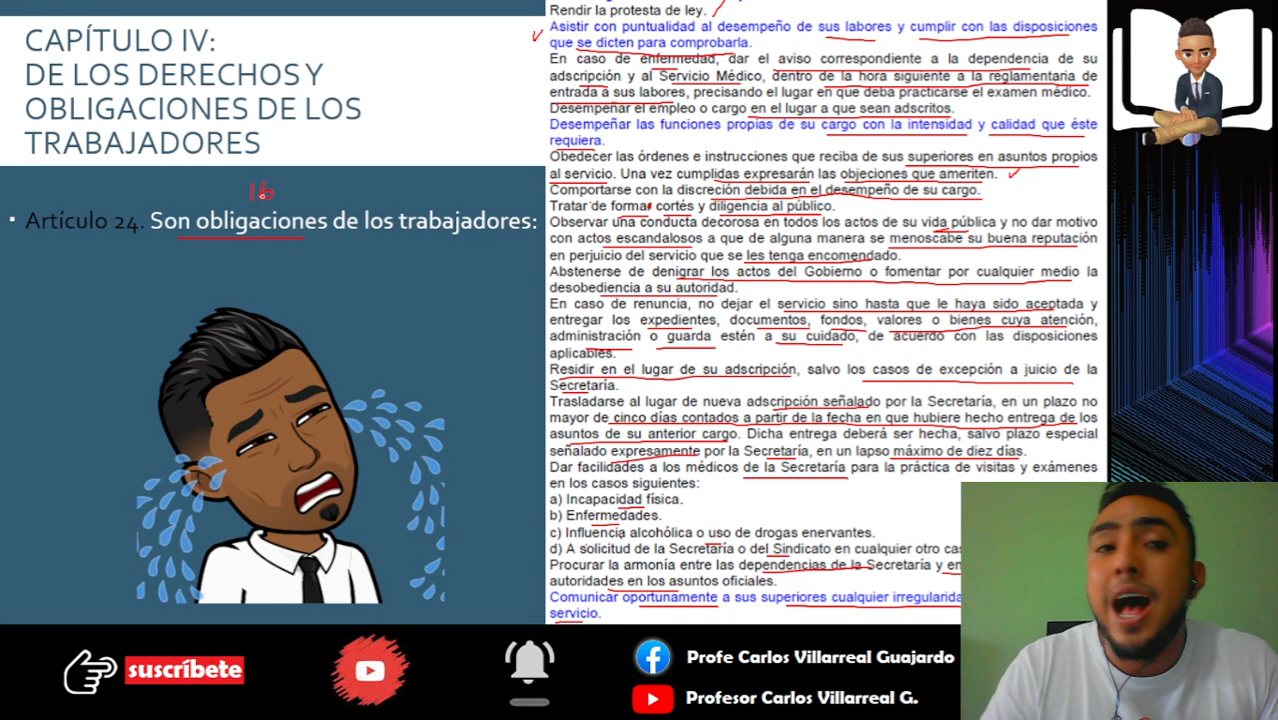 CAPÍTULO IV:
DE LOS DERECHOS Y
OBLIGACIONES DE LOS
TRABAJADORES
16
▪ Artículo 24. Son obligaciones de los trabajadores:
Rendir la protesta de ley.
Asistir con puntualidad al desempeño de sus labores y cumplir con las disposiciones
que se dicten para comprobarla.
En caso de enfermedad, dar el aviso correspondiente a la dependencia de su
adscripción y al Servicio Médico, dentro de la hora siguiente a la reglamentaria de
entrada a sus labores, precisando el lugar en que deba practicarse el examen médico.
Desempeñar el empleo o cargo en el lugar a que sean adscritos.
Desempeñar las funciones propias de su cargo con la intensidad y calidad que éste
requiera.
Obedecer las órdenes e instrucciones que reciba de sus superiores en asuntos propios
al servicio. Una vez cumplidas expresarán las objeciones que ameriten.
Comportarse con la discreción debida en el desempeño de su cargo.
Tratar de forma cortés y diligencia al público.
Observar una conducta decorosa en todos los actos de su vida pública y no dar motivo
con actos escandalosos a que de alguna manera se menoscabe su buena reputación
en perjuicio del servicio que se les tenga encomendado.
Abstenerse de denigrar los actos del Gobierno o fomentar por cualquier medio la
desobediencia a su autoridad.
En caso de renuncia, no dejar el servicio sino hasta que le haya sido aceptada y
entregar los expedientes, documentos, fondos, valores o bienes cuya atención,
administración o guarda estén a su cuidado, de acuerdo con las disposiciones
aplicables.
Residir en el lugar de su adscripción, salvo los casos de excepción a juicio de la
Secretaría.
Trasladarse al lugar de nueva adscripción señalado por la Secretaría, en un plazo no
mayor de cinco días contados a partir de la fecha en que hubiere hecho entrega de los
asuntos de su anterior cargo. Dicha entrega deberá ser hecha, salvo plazo especial
señalado expresamente por la Secretaría, en un lapso máximo de diez días.
Dar facilidades a los médicos de la Secretaría para la práctica de visitas y exámenes
en los casos siguientes:
a) Incapacidad física.
b) Enfermedades.
c) Influencia alcohólica o uso de drogas enervantes.
d) A solicitud de la Secretaría o del Sindicato en cualquier otro
Procurar la armonía entre las dependencias de la Secretaría y
autoridades en los asuntos oficiales.
Comunicar oportunamente a sus superiores cualquier
servicio.
suscríbete
Profe Carlos Villarreal Guajardo
Profesor Carlos Villarreal G.